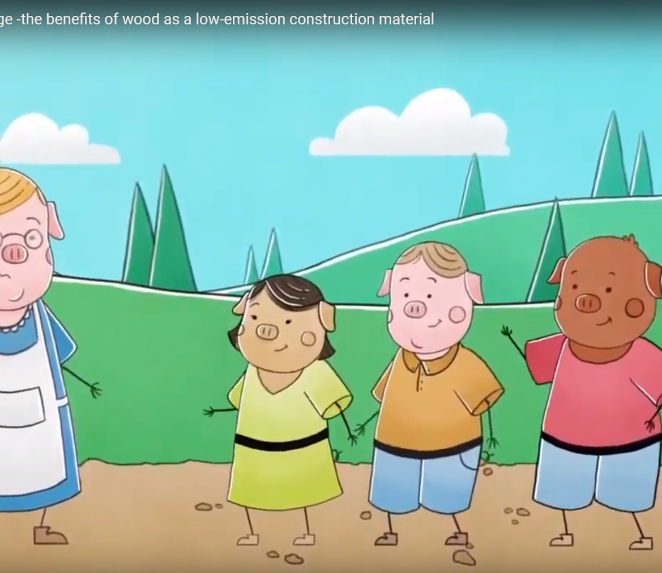 ge -the benefits of wood as a low-emission construction material